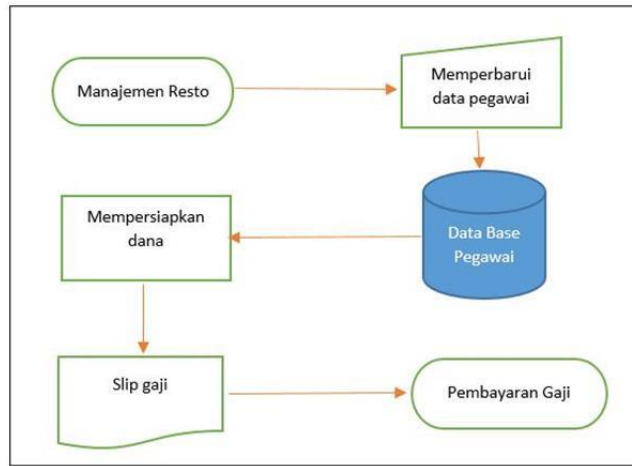 Manajemen Resto
Memperbarui
data pegawai
Mempersiapkan
dana
Data Base
Pegawai
Slip gaji
Pembayaran Gaji